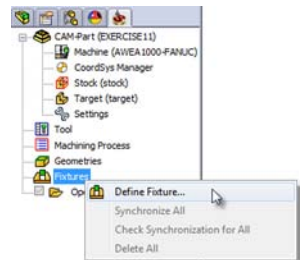 CAM-Part (EXERCISE11)
Machine (AWEA1000-FANUC)
CoordSys Manager
Stock (stock)
Target (target)
Settings
Tool
Machining Process
Geometries
Fixtures
Ope
Define Fixture...
Synchronize All
Check Synchronization for All
Delete All